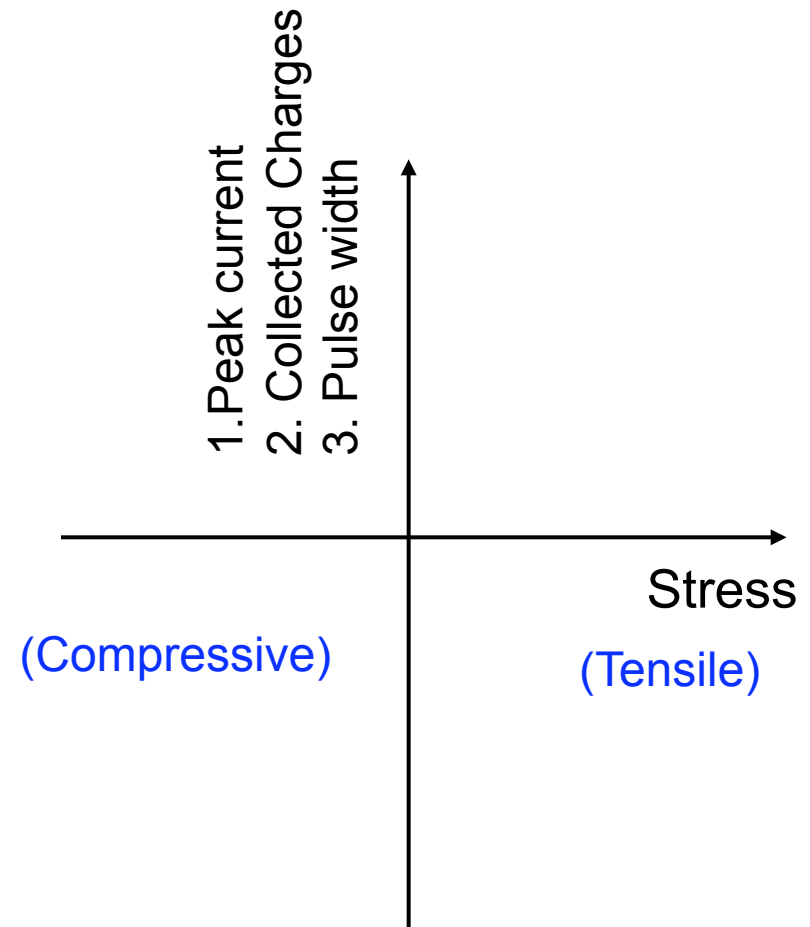 1.Peak current
2. Collected Charges
3. Pulse width
Stress
(Compressive)
(Tensile)